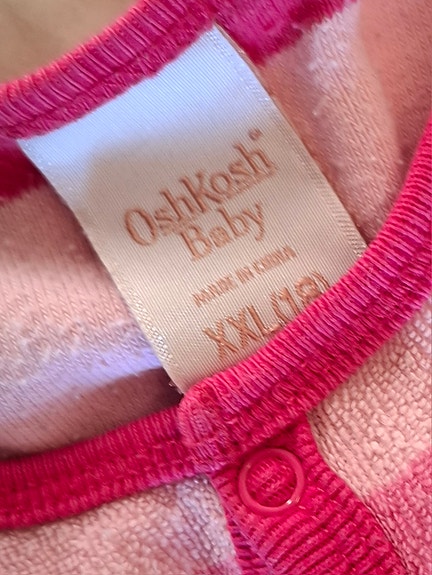 OshKosh
Baby
MADE IN CHINA
XXL(18)